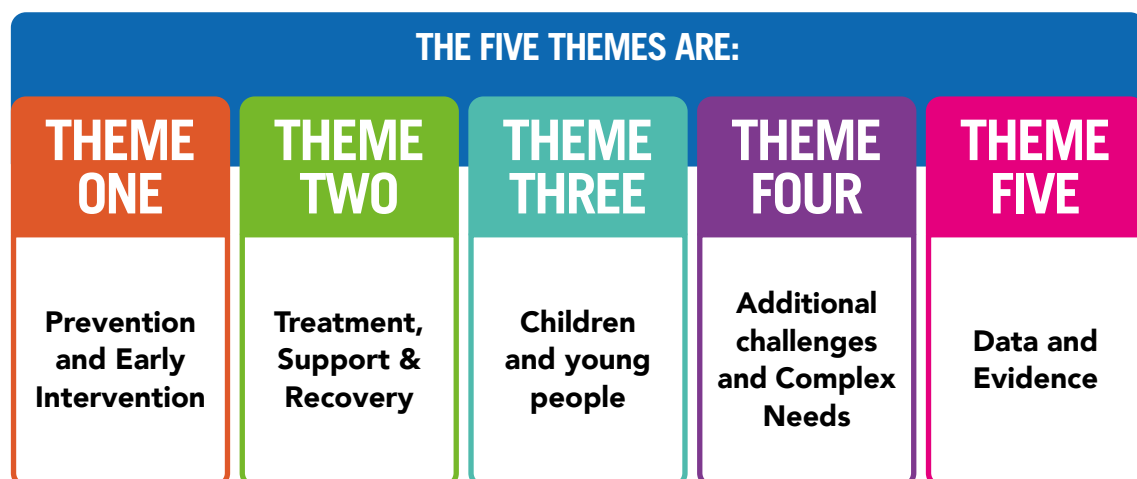 THE FIVE THEMES ARE:
THEME
ONE
Prevention
and Early
Intervention
THEME
TWO
Treatment,
Support &
Recovery
THEME
THREE
Children
and young
people
THEME
FOUR
Additional
challenges
and Complex
Needs
THEME
FIVE
Data and
Evidence